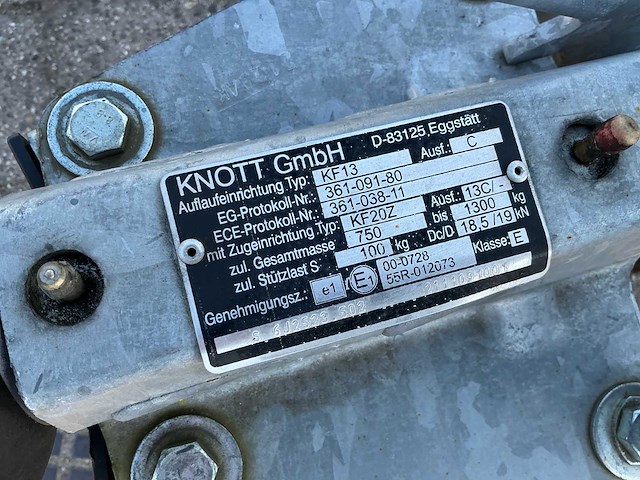 KNOTT GmbH D-83125 Eggstätt
Auflaufeinrichtung Typ: KF13 Ausf.: C
EG-Protokoll-Nr.: 361-091-80
ECE-Protokoll-Nr.: 361-038-11
mit Zugeinrichtung Typ: KF20Z Ausf.: 13C/-
zul. Gesamtmasse 750 bis 1300 kg
zul. Stützlast S 100 kg Dc/D 18,5/19 kN
Genehmigungsz.: e1 E1 00-0728 Klasse: E
55R-012673